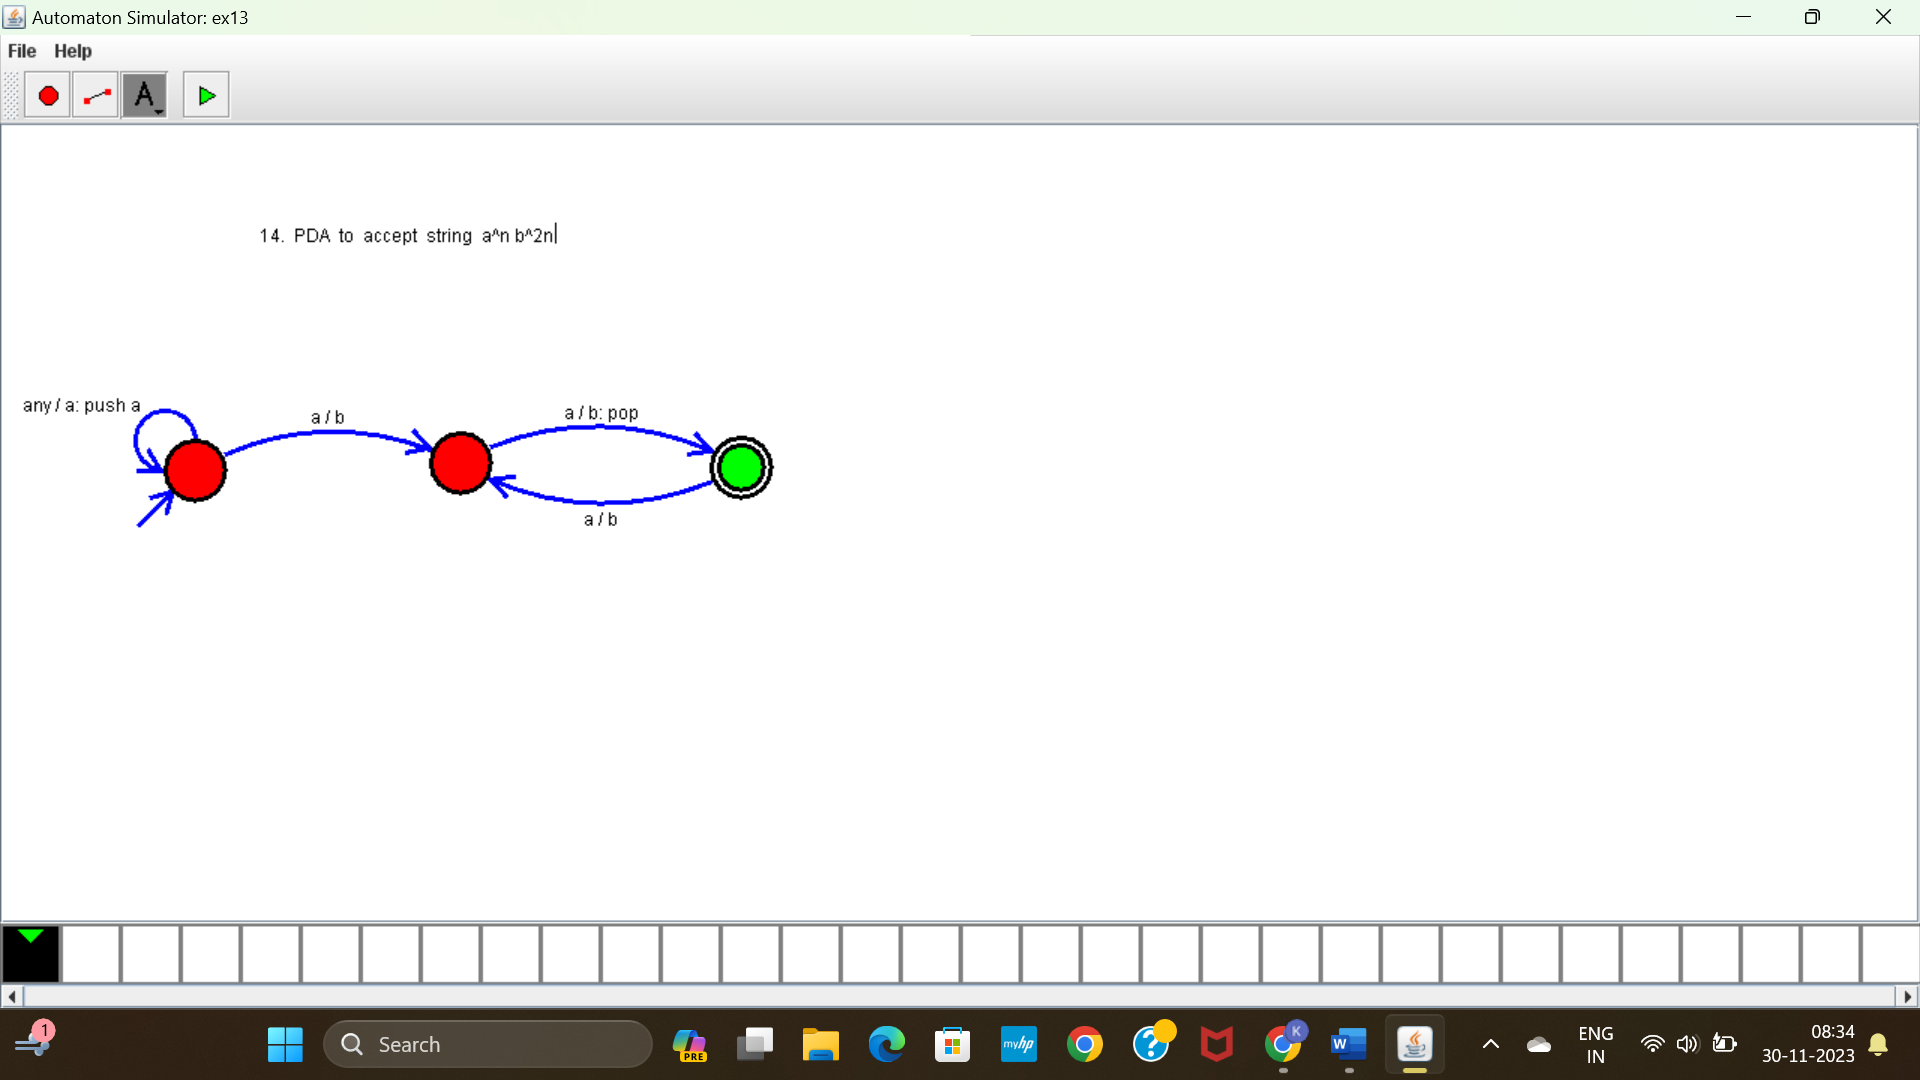 Automaton Simulator: ex13
File Help
A
14. PDA to accept string a^n b^2n
any / a: push a
a / b
a / b: pop
a / b
1
Search
PRE
myhp
?
K
W
ENG
IN
08:34
30-11-2023